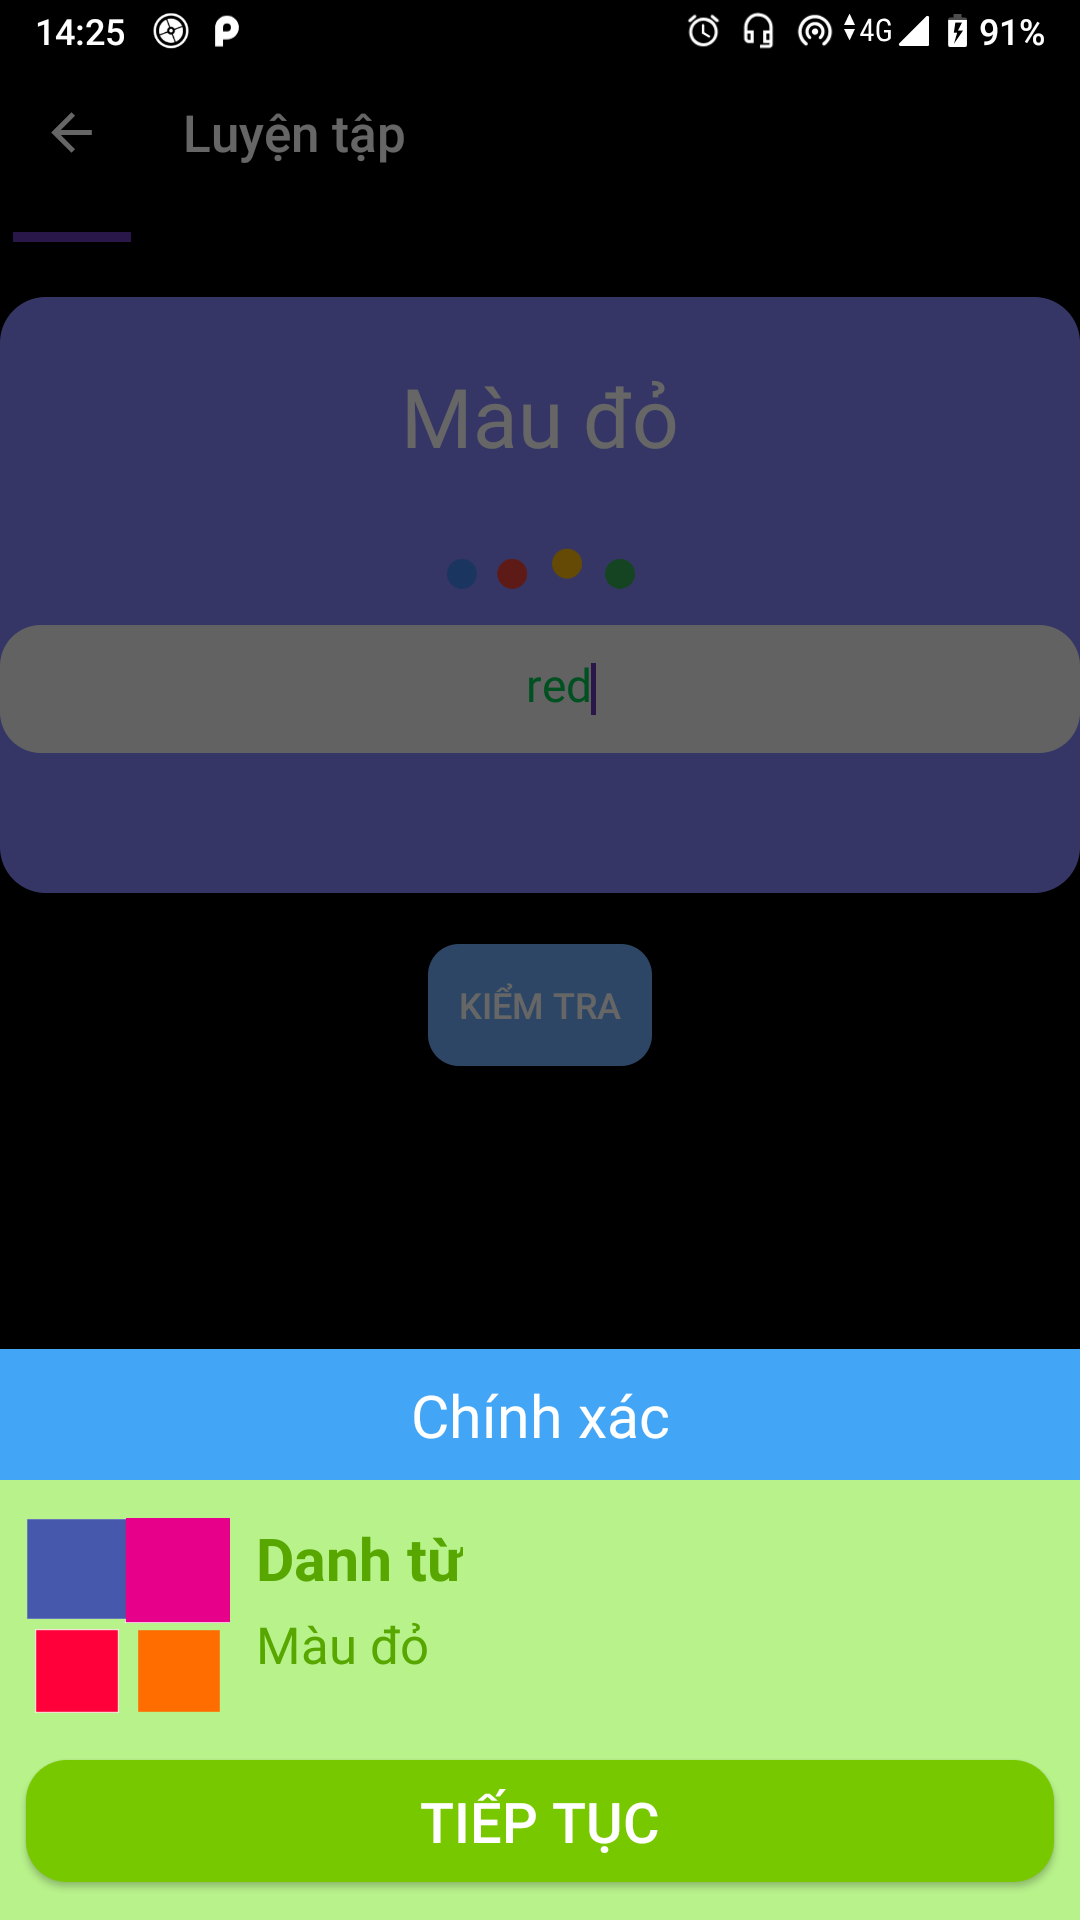 14:25 4G 91%
Luyện tập
Màu đỏ
red
KIỂM TRA
Chính xác
Danh từ
Màu đỏ
TIẾP TỤC